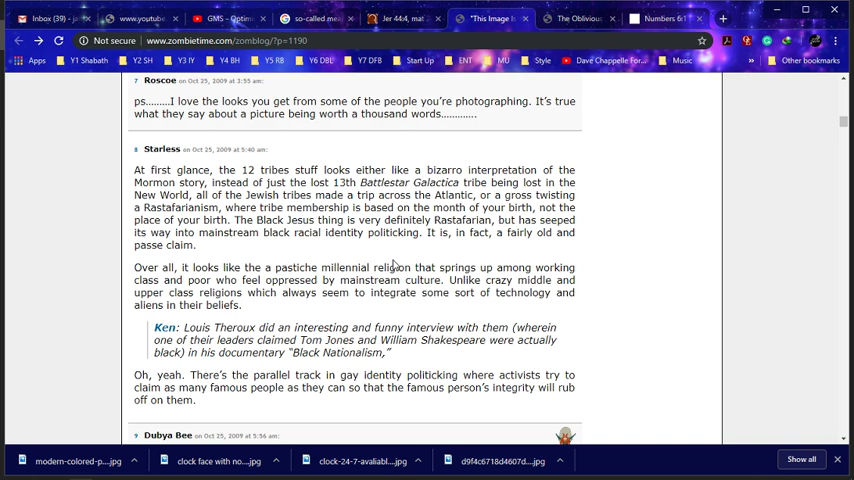 Inbox (39) - j
www.youtube
GMS - Optim
so-called.mea
Jer 44:4, mat
"This Image Is
The Oblivious
Numbers 6:1
Not secure www.zombietime.com/zomblog/?p=1190
Apps Y1 Shabath Y2 SH Y3 IY Y4 BH Y5 RB Y6 DBL Y7 DFB Start Up ENT MU Style Dave Chappelle For... Music » Other bookmarks
7 Roscoe on Oct 25, 2009 at 3:55 am:
ps.........I love the looks you get from some of the people you're photographing. It's true
what they say about a picture being worth a thousand words.............
8 Starless on Oct 25, 2009 at 5:40 am:
At first glance, the 12 tribes stuff looks either like a bizarro interpretation of the
Mormon story, instead of just the lost 13th Battlestar Galactica tribe being lost in the
New World, all of the Jewish tribes made a trip across the Atlantic, or a gross twisting
a Rastafarianism, where tribe membership is based on the month of your birth, not the
place of your birth. The Black Jesus thing is very definitely Rastafarian, but has seeped
its way into mainstream black racial identity politicking. It is, in fact, a fairly old and
passe claim.
Over all, it looks like the a pastiche millennial religion that springs up among working
class and poor who feel oppressed by mainstream culture. Unlike crazy middle and
upper class religions which always seem to integrate some sort of technology and
aliens in their beliefs.
Ken: Louis Theroux did an interesting and funny interview with them (wherein
one of their leaders claimed Tom Jones and William Shakespeare were actually
black) in his documentary "Black Nationalism,"
Oh, yeah. There's the parallel track in gay identity politicking where activists try to
claim as many famous people as they can so that the famous person's integrity will rub
off on them.
9 Dubya Bee on Oct 25, 2009 at 5:56 am:
modern-colored-p....jpg
clock face with no....jpg
clock-24-7-avaliabl....jpg
d9f4c6718d4607d....jpg
Show all